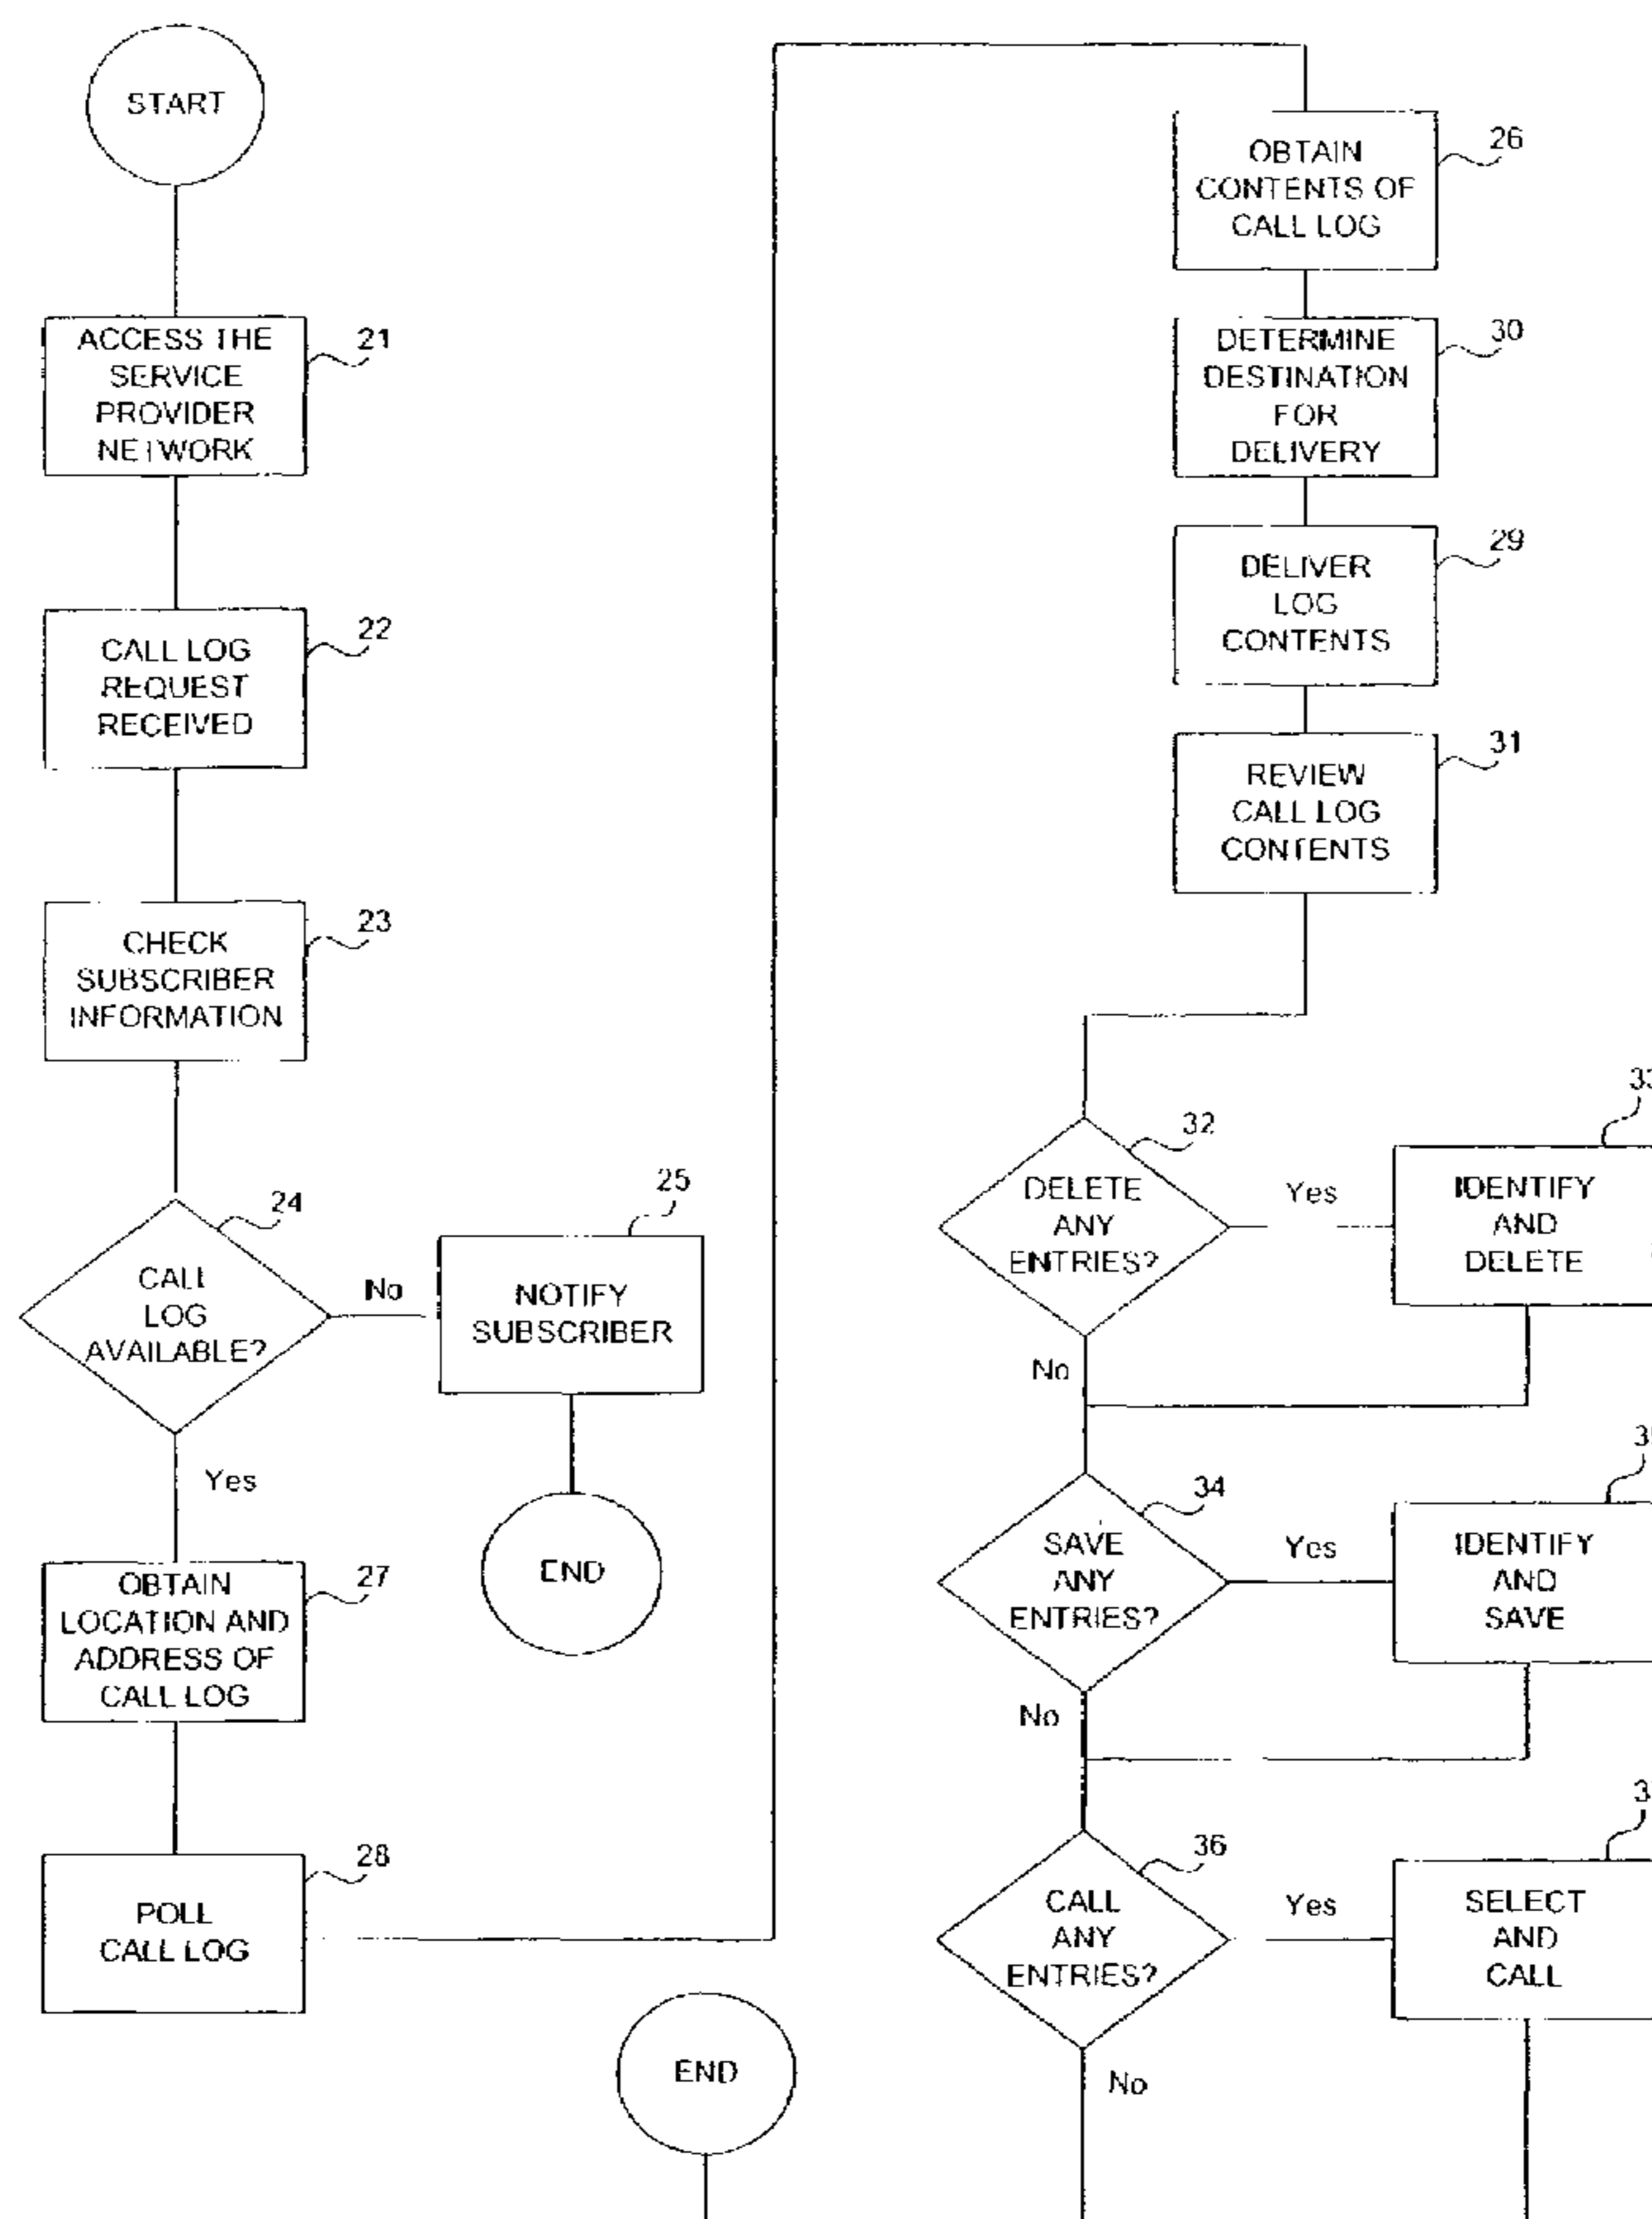 START
ACCESS THE
SERVICE
PROVIDER
NETWORK
21
CALL LOG
REQUEST
RECEIVED
22
CHECK
SUBSCRIBER
INFORMATION
23
CALL
LOG
AVAILABLE?
24
No
NOTIFY
SUBSCRIBER
25
END
Yes
OBTAIN
LOCATION AND
ADDRESS OF
CALL LOG
27
POLL
CALL LOG
28
OBTAIN
CONTENTS OF
CALL LOG
26
DETERMINE
DESTINATION
FOR
DELIVERY
30
DELIVER
LOG
CONTENTS
29
REVIEW
CALL LOG
CONTENTS
31
DELETE
ANY
ENTRIES?
32
Yes
IDENTIFY
AND
DELETE
33
No
SAVE
ANY
ENTRIES?
34
Yes
IDENTIFY
AND
SAVE
No
CALL
ANY
ENTRIES?
36
Yes
SELECT
AND
CALL
No
END